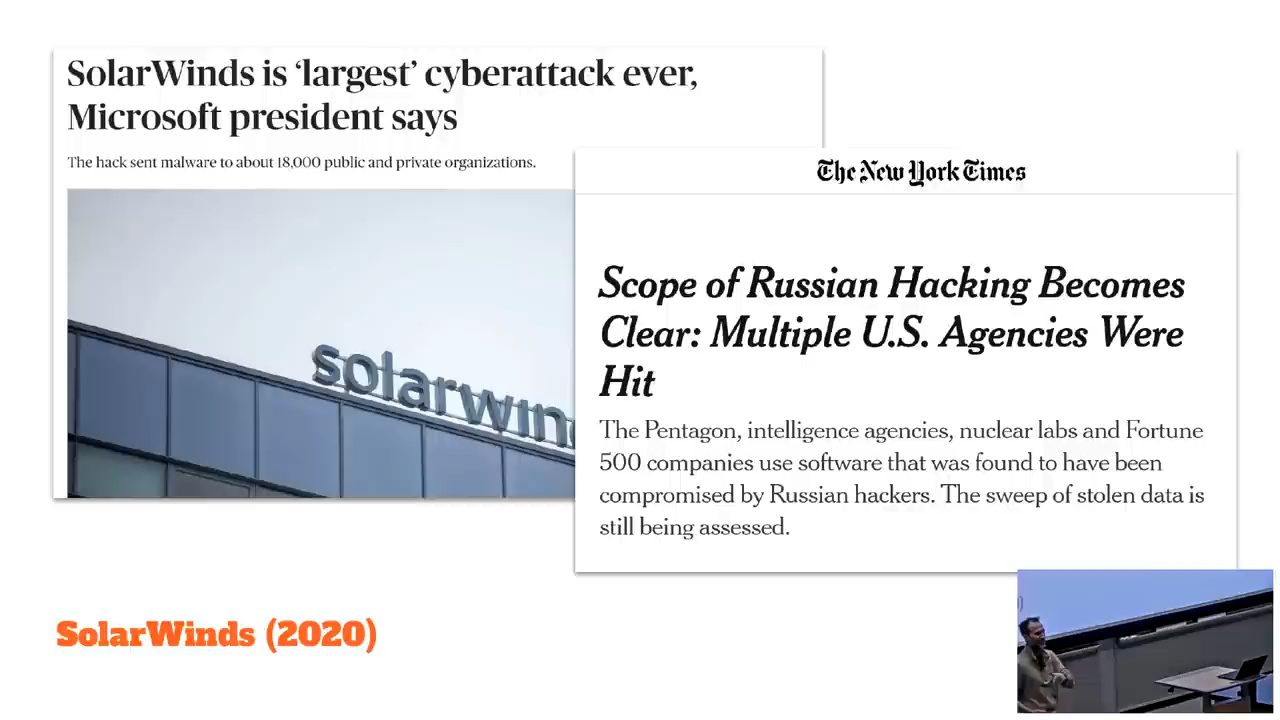 SolarWinds is ‘largest’ cyberattack ever,
Microsoft president says
The hack sent malware to about 18,000 public and private organizations.
solarwin
The New York Times
Scope of Russian Hacking Becomes
Clear: Multiple U.S. Agencies Were
Hit
The Pentagon, intelligence agencies, nuclear labs and Fortune
500 companies use software that was found to have been
compromised by Russian hackers. The sweep of stolen data is
still being assessed.
SolarWinds (2020)